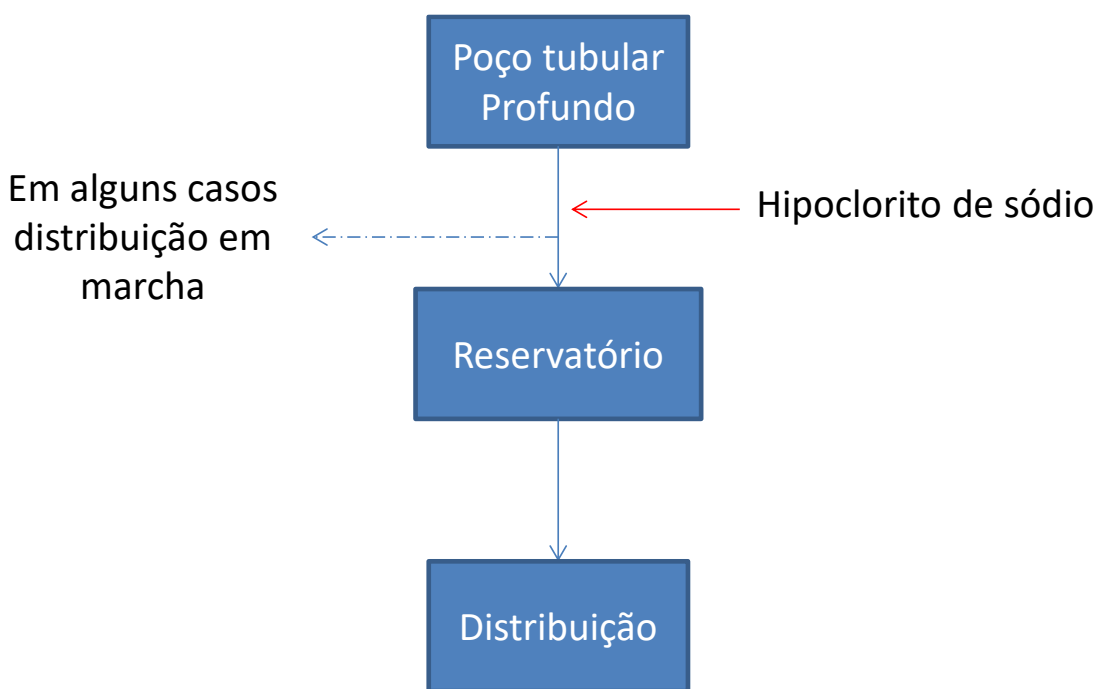 Poço tubular
Profundo
Em alguns casos
distribuição em
marcha
Hipoclorito de sódio
Reservatório
Distribuição